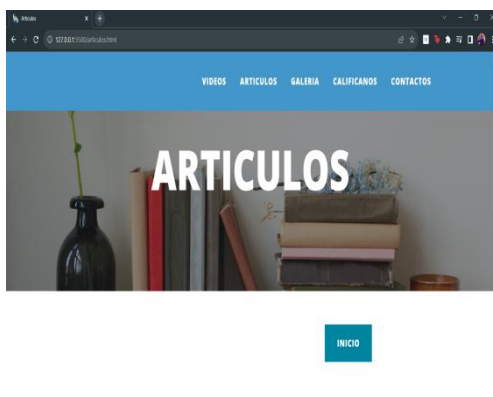 Articulos
127.0.0.1:5500/articulos.html
VIDEOS ARTICULOS GALERIA CALIFICANOS CONTACTOS
ARTICULOS
INICIO